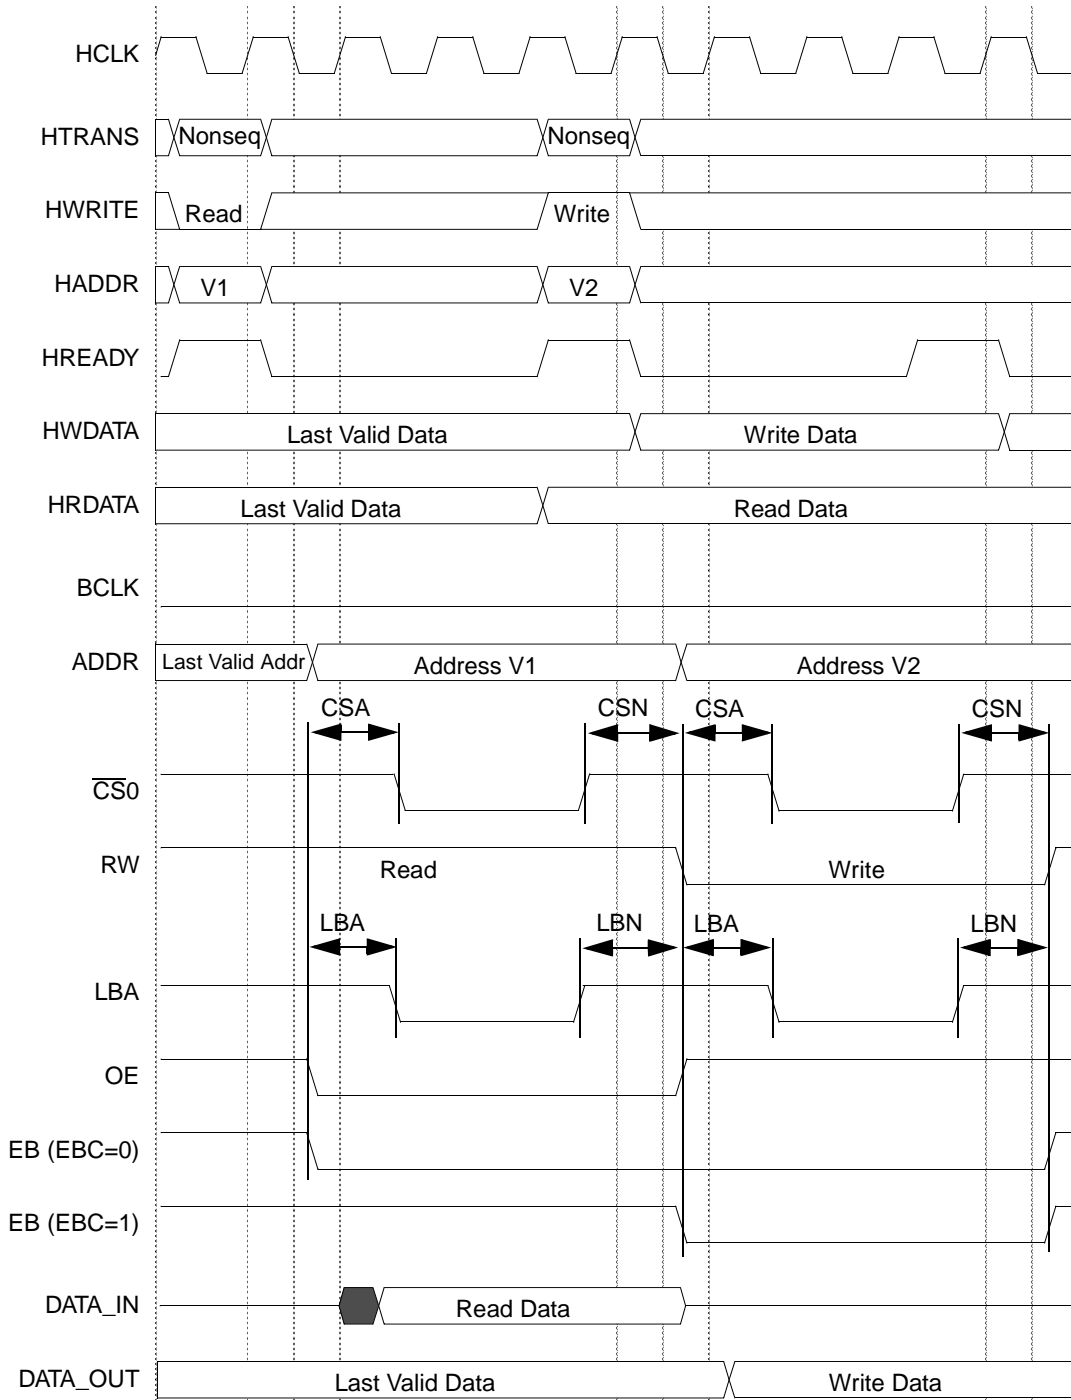 HCLK
HTRANS Nonseq Nonseq
HWRITE Read Write
HADDR V1 V2
HREADY
HWDATA Last Valid Data Write Data
HRDATA Last Valid Data Read Data
BCLK
ADDR Last Valid Addr Address V1 Address V2
CSA CSN CSA CSN
CS0
RW Read Write
LBA LBN LBA LBN
LBA
OE
EB (EBC=0)
EB (EBC=1)
DATA_IN Read Data
DATA_OUT Last Valid Data Write Data